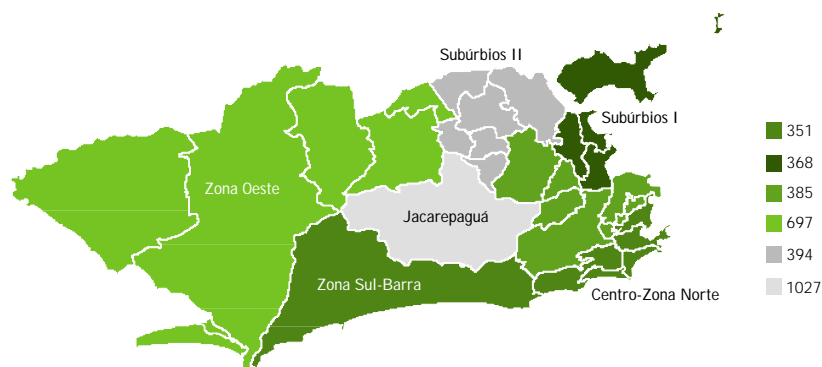 Subúrbios II
Subúrbios I
Zona Oeste
Jacarepaguá
Zona Sul-Barra
Centro-Zona Norte
351
368
385
697
394
1027